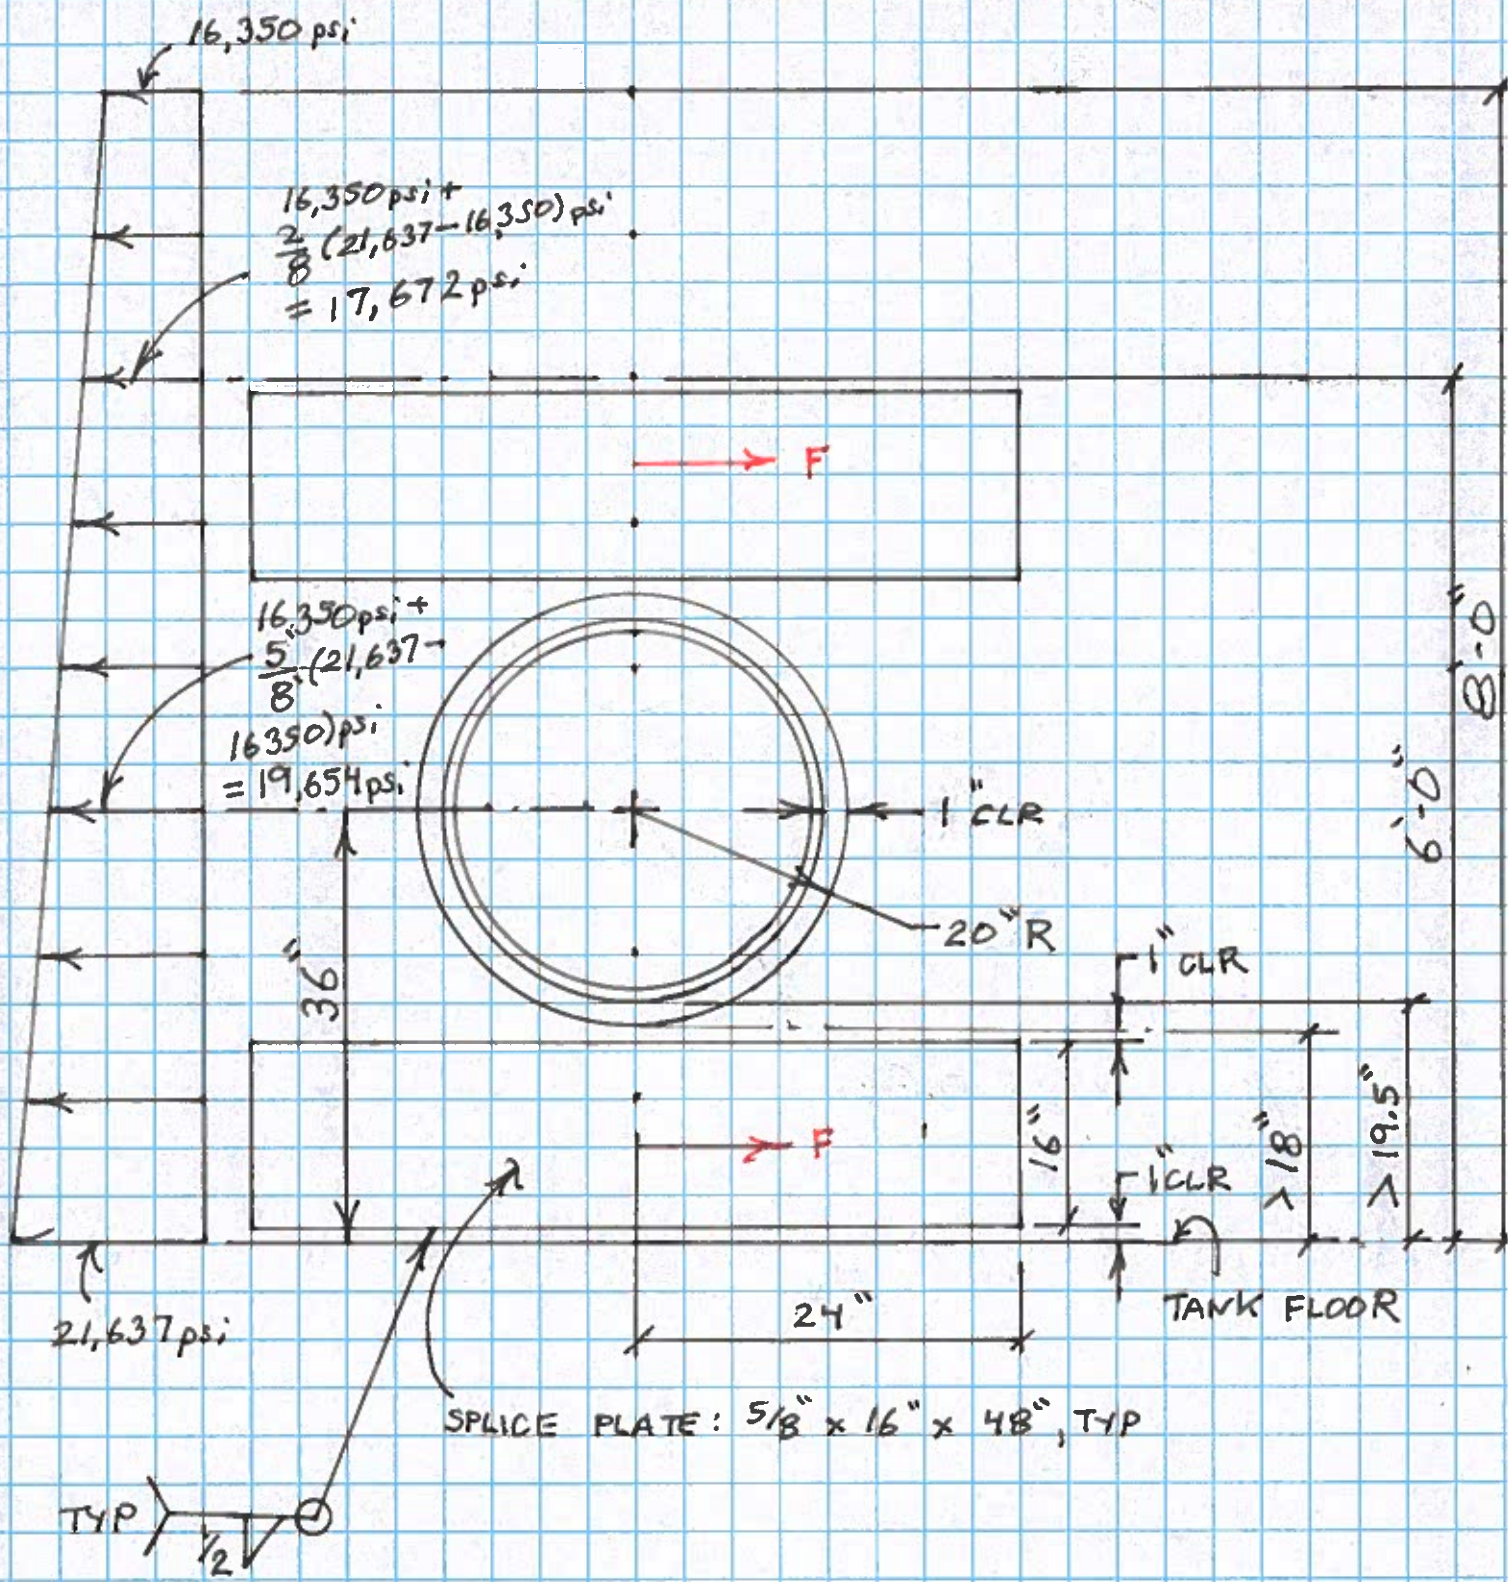 16,350 psi
16,350 psi +
2/8 (21,637-16,350) psi
= 17,672 psi
F
16,350 psi +
5/8 (21,637-
16350) psi
= 19,654 psi
8'-0"
6'-0"
1" CLR
20" R
36"
1" CLR
16"
>18"
>19.5"
F
1" CLR
TANK FLOOR
24"
21,637 psi
SPLICE PLATE: 5/8" x 16" x 48", TYP
TYP
1/2